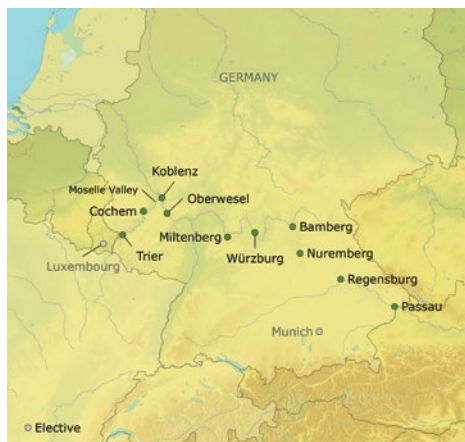 GERMANY
Koblenz
Moselle Valley
Oberwesel
Cochem
Bamberg
Miltenberg
Würzburg
Trier
Nuremberg
Luxembourg
Regensburg
Passau
Munich
Elective